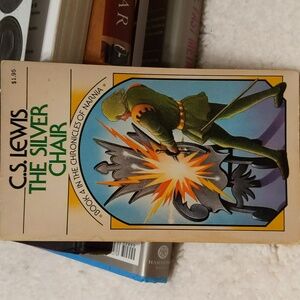 $1.95
C.S. LEWIS
THE SILVER
CHAIR
• BOOK 4 IN THE CHRONICLES OF NARNIA •